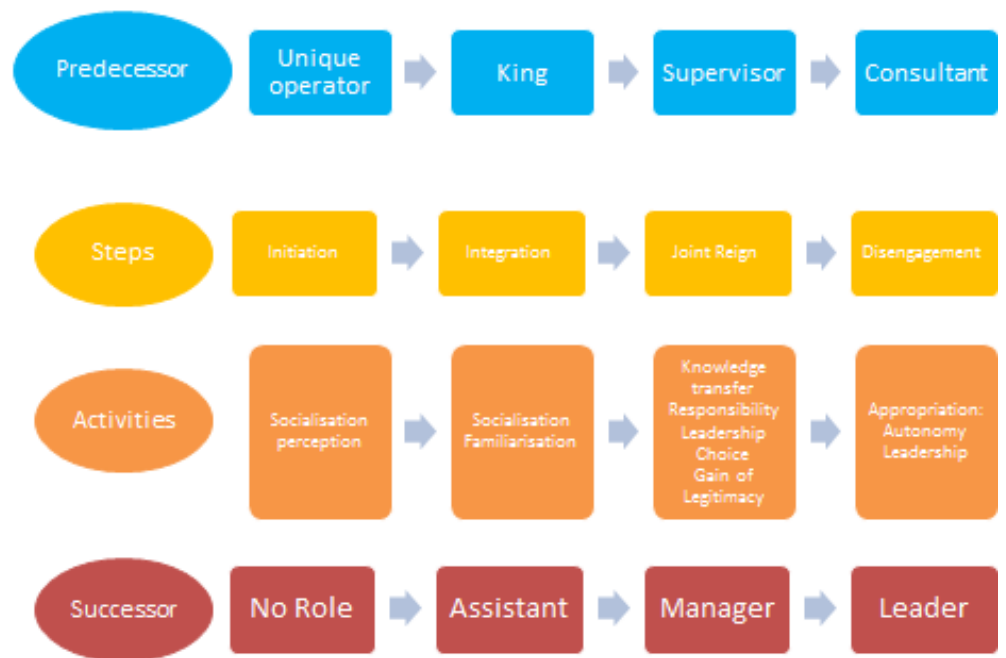 Predecessor
Unique
operator
King
Supervisor
Consultant
Steps
Initiation
Integration
Joint Reign
Disengagement
Activities
Socialisation
perception
Socialisation
Familiarisation
Knowledge
transfer
Responsibility
Leadership
Choice
Gain of
Legitimacy
Appropriation:
Autonomy
Leadership
Successor
No Role
Assistant
Manager
Leader